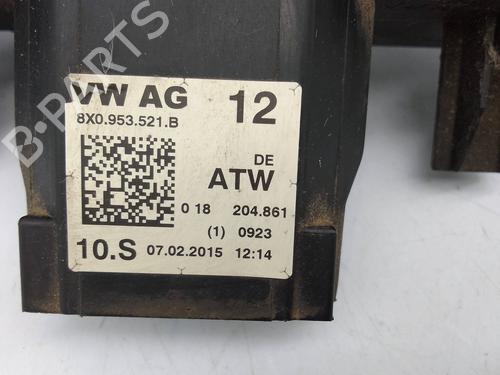 B-PARTS
VW AG 12
8X0.953.521.B
DE
ATW
0 18 204.861
(1) 0923
10.S 07.02.2015 12:14